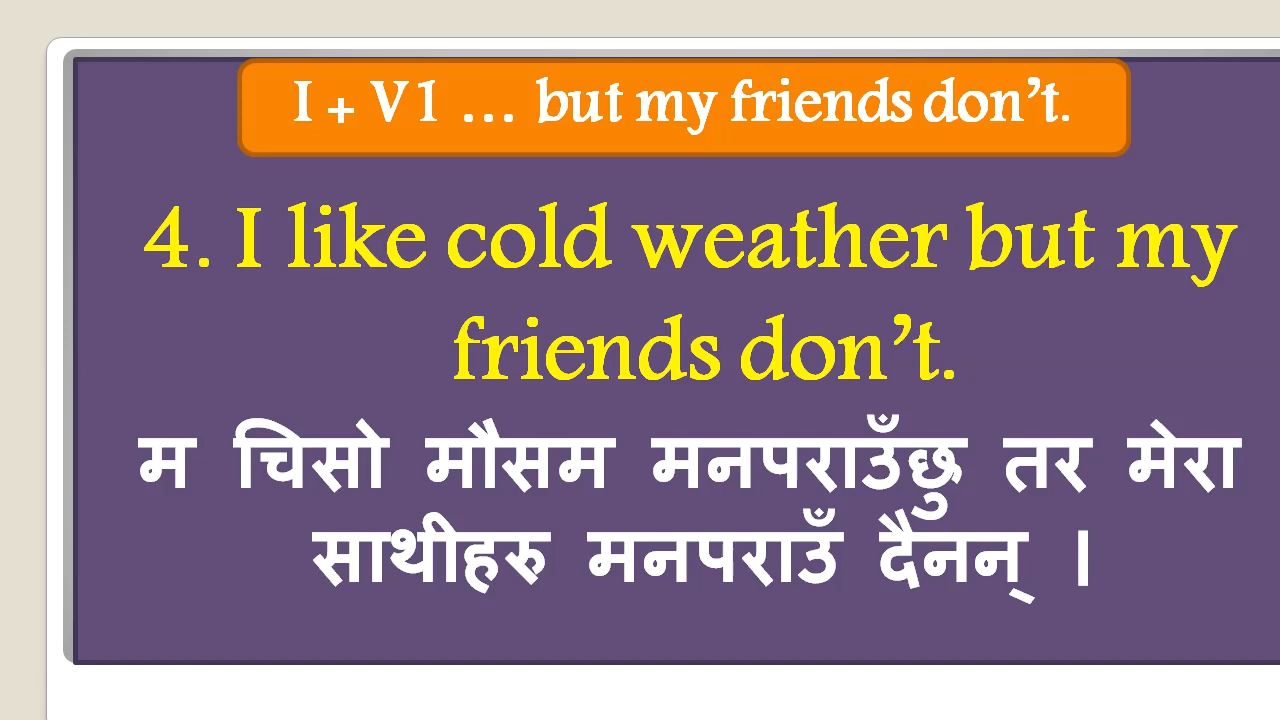 I + V1 … but my friends don’t.
4. I like cold weather but my
friends don’t.
म चिसो मौसम मनपराउँछु तर मेरा
साथीहरु मनपराउँ दैनन् ।